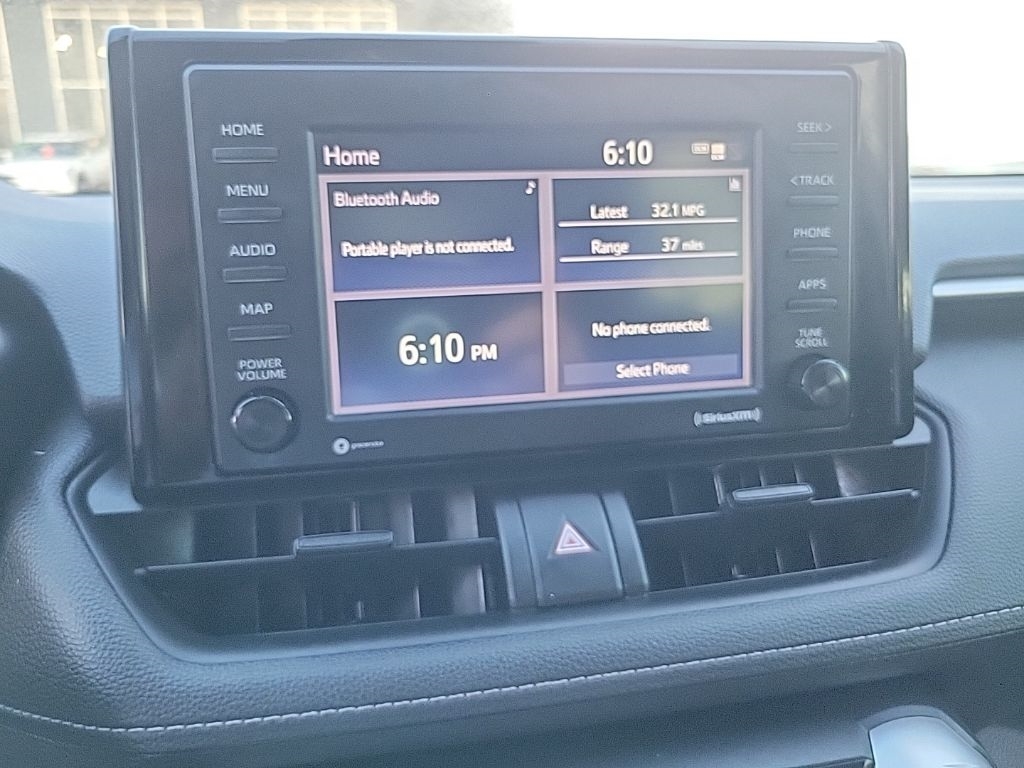 HOME
MENU
AUDIO
MAP
POWER
VOLUME
Home
6:10
Bluetooth Audio
Portable player is not connected.
Latest 32.1 MPG
Range 37 miles
6:10 PM
No phone connected.
Select Phone
SEEK >
< TRACK
PHONE
APPS
TUNE
SCROLL
gracenote
((SiriusXM))